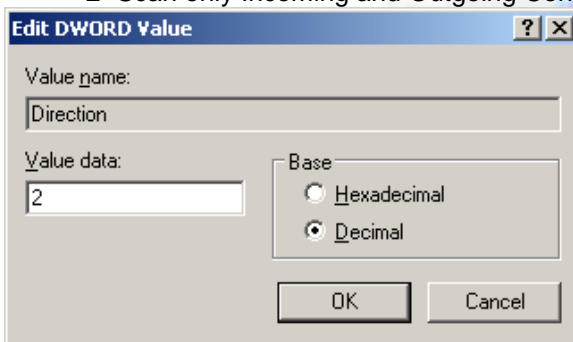 Edit DWORD Value
Value name:
Direction
Value data:
2
Base
Hexadecimal
Decimal
OK
Cancel